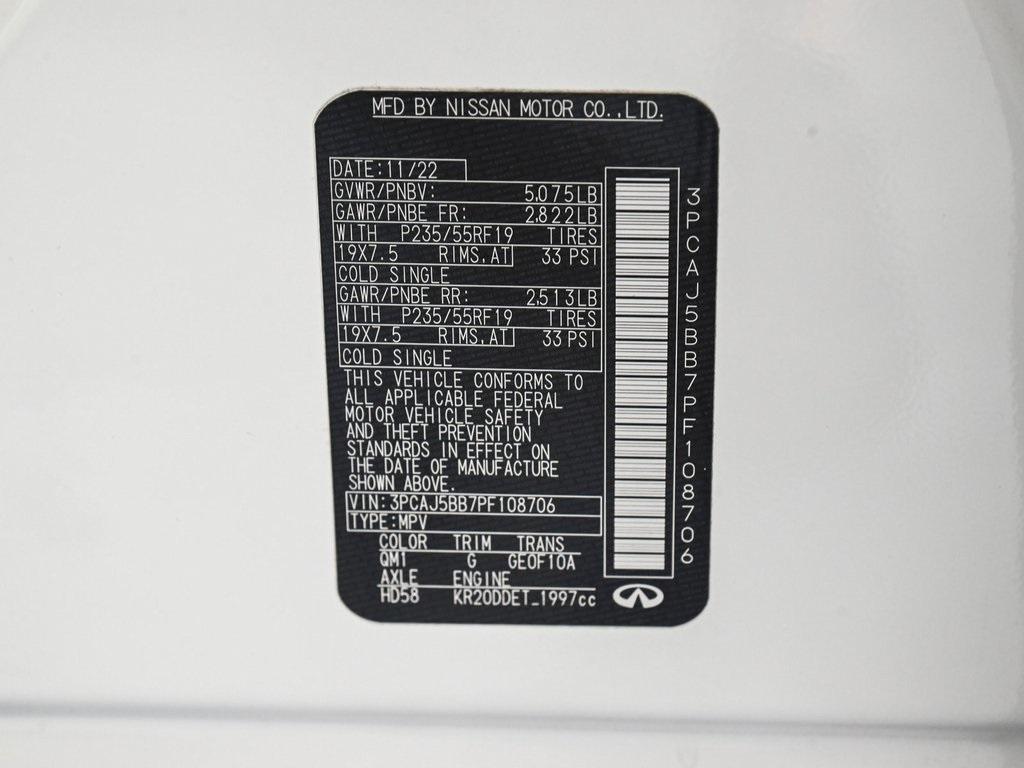 MFD BY NISSAN MOTOR CO.,LTD.
DATE:11/22
GVWR/PNBV: 5,075LB
GAWR/PNBE FR: 2,822LB
WITH P235/55RF19 TIRES
19X7.5 RIMS,AT 33 PSI
COLD SINGLE
GAWR/PNBE RR: 2,513LB
WITH P235/55RF19 TIRES
19X7.5 RIMS,AT 33 PSI
COLD SINGLE
THIS VEHICLE CONFORMS TO
ALL APPLICABLE FEDERAL
MOTOR VEHICLE SAFETY
AND THEFT PREVENTION
STANDARDS IN EFFECT ON
THE DATE OF MANUFACTURE
SHOWN ABOVE.
VIN:3PCAJ5BB7PF108706
TYPE:MPV
COLOR TRIM TRANS
QM1 G GE0F10A
AXLE ENGINE
HD58 KR20DDET_1997cc
3PCAJ5BB7PF108706